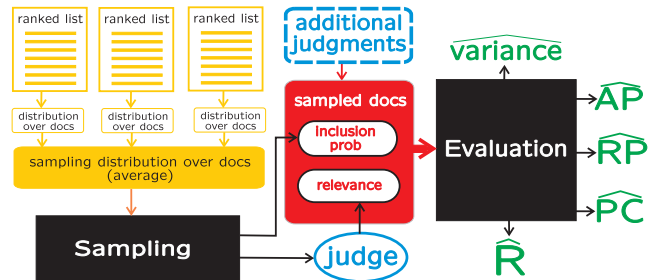 ranked list
ranked list
ranked list
distribution
over docs
distribution
over docs
distribution
over docs
sampling distribution over docs
(average)
Sampling
additional
judgments
sampled docs
inclusion
prob
relevance
judge
Evaluation
variance
AP
RP
PC
R